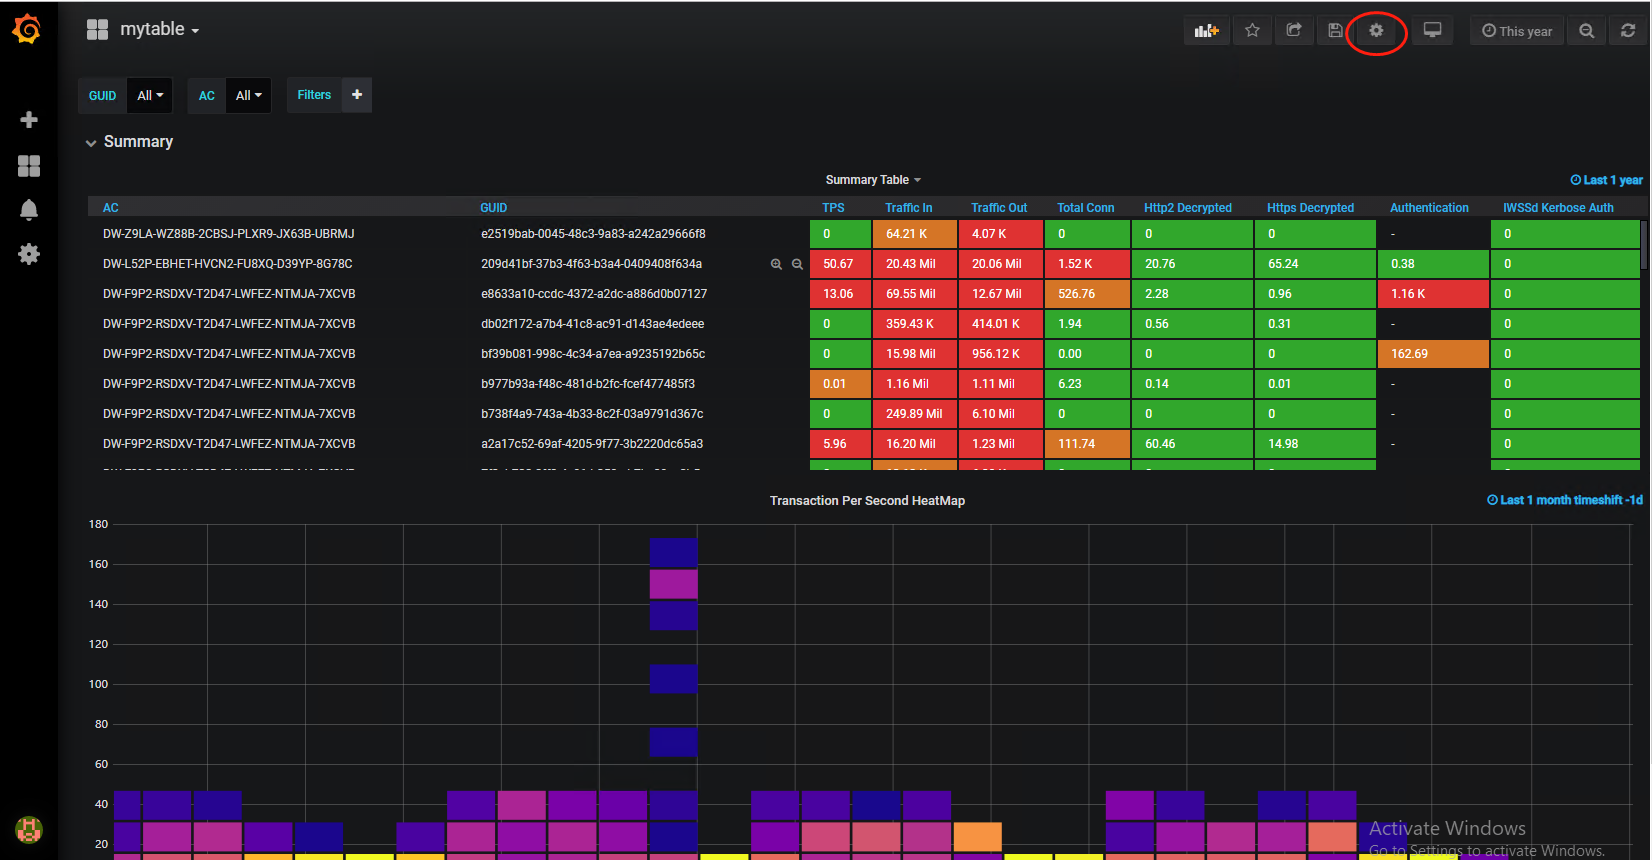 mytable
This year
GUID All AC All Filters +
Summary
Summary Table Last 1 year
AC GUID TPS Traffic In Traffic Out Total Conn Http2 Decrypted Https Decrypted Authentication IWSSd Kerbose Auth
DW-Z9LA-WZ88B-2CBSJ-PLXR9-JX63B-UBRMJ e2519bab-0045-48c3-9a83-a242a29666f8 0 64.21 K 4.07 K 0 0 0 - 0
DW-L52P-EBHET-HVCN2-FU8XQ-D39YP-8G78C 209d41bf-37b3-4f63-b3a4-0409408f634a 50.67 20.43 Mil 20.06 Mil 1.52 K 20.76 65.24 0.38 0
DW-F9P2-RSDXV-T2D47-LWFEZ-NTMJA-7XCVB e8633a10-ccdc-4372-a2dc-a886d0b07127 13.06 69.55 Mil 12.67 Mil 526.76 2.28 0.96 1.16 K 0
DW-F9P2-RSDXV-T2D47-LWFEZ-NTMJA-7XCVB db02f172-a7b4-41c8-ac91-d143ae4edeee 0 359.43 K 414.01 K 1.94 0.56 0.31 - 0
DW-F9P2-RSDXV-T2D47-LWFEZ-NTMJA-7XCVB bf39b081-998c-4c34-a7ea-a9235192b65c 0 15.98 Mil 956.12 K 0.00 0 0 162.69 0
DW-F9P2-RSDXV-T2D47-LWFEZ-NTMJA-7XCVB b977b93a-f48c-481d-b2fc-fcef477485f3 0.01 1.16 Mil 1.11 Mil 6.23 0.14 0.01 - 0
DW-F9P2-RSDXV-T2D47-LWFEZ-NTMJA-7XCVB b738f4a9-743a-4b33-8c2f-03a9791d367c 0 249.89 Mil 6.10 Mil 0 0 0 - 0
DW-F9P2-RSDXV-T2D47-LWFEZ-NTMJA-7XCVB a2a17c52-69af-4205-9f77-3b2220dc65a3 5.96 16.20 Mil 1.23 Mil 111.74 60.46 14.98 - 0
Transaction Per Second HeatMap Last 1 month timeshift -1d
180
160
140
120
100
80
60
40
20
Activate Windows
Go to Settings to activate Windows.